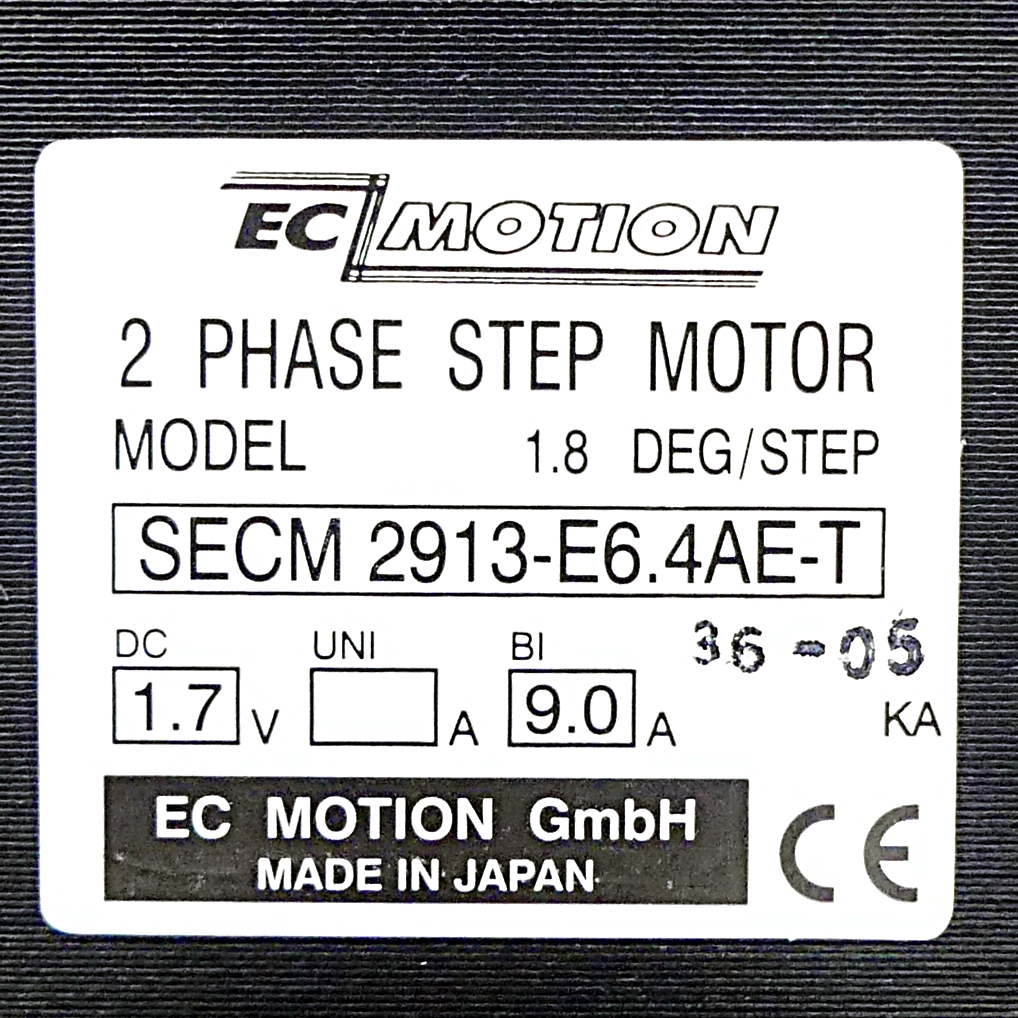 EC MOTION
2 PHASE STEP MOTOR
MODEL 1.8 DEG/STEP
SECM 2913-E6.4AE-T
DC UNI BI 36-05
1.7 V A 9.0 A KA
EC MOTION GmbH
MADE IN JAPAN
CE